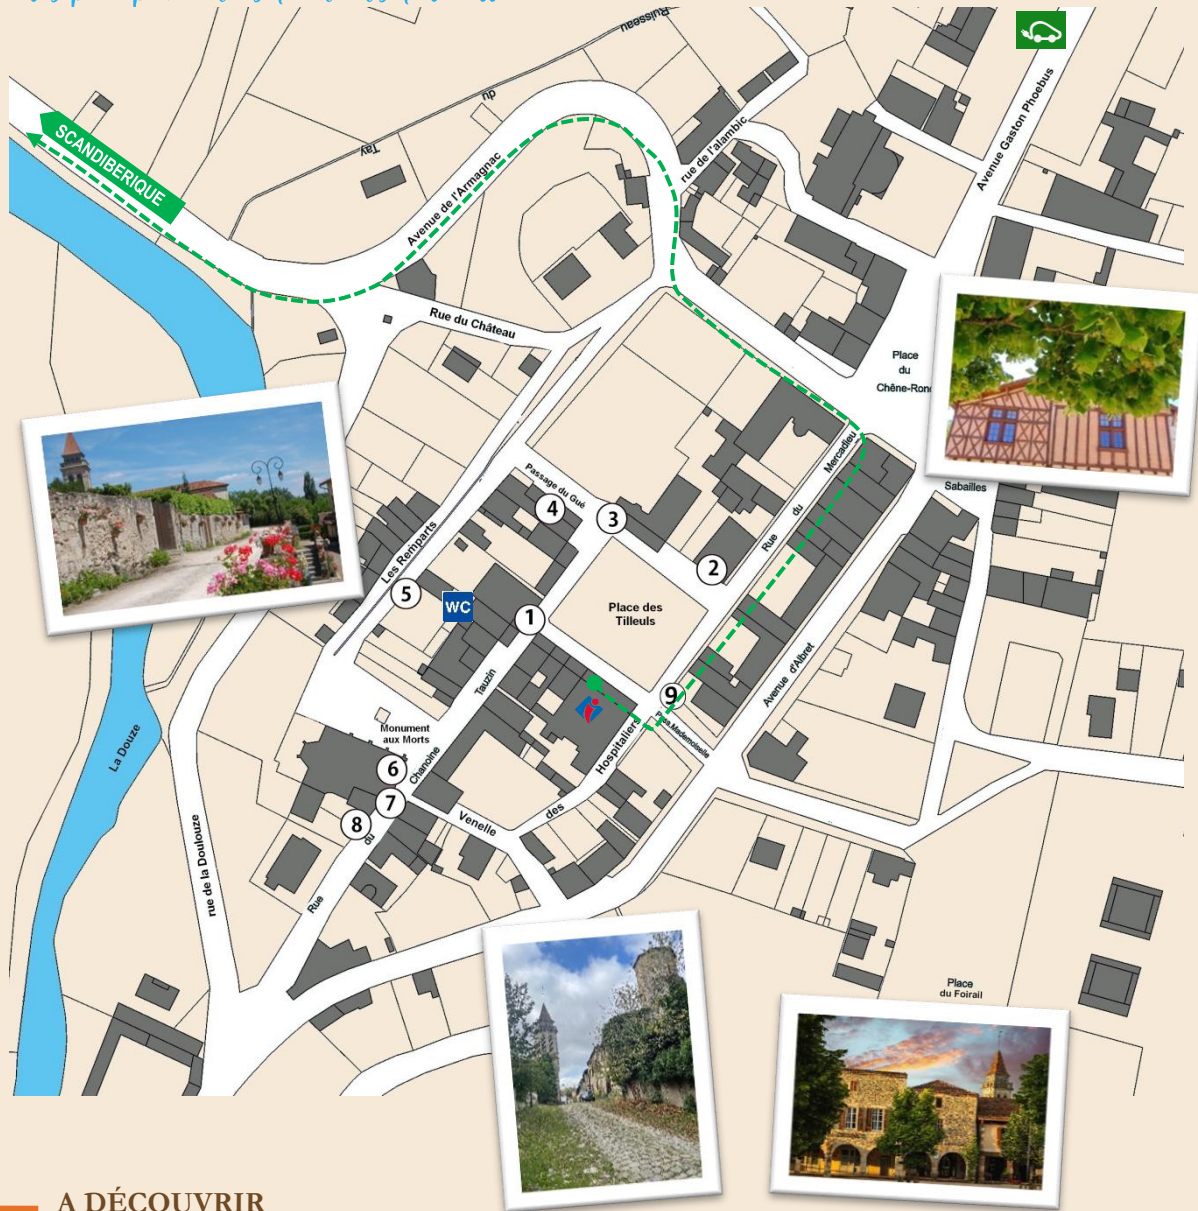 Ruisseau
du
Tay
Avenue Gaston Phoebus
SCANDIBERIQUE
Avenue de l'Armagnac
rue de l'alambic
Rue du Château
Place
du
Chêne-Rond
Mercadieu
du
Rue
Sabailles
Passage du Gué
4
3
2
Les Remparts
5
WC
1
Place des
Tilleuls
Avenue d'Albret
Tauzin
9
Mademoiselle
Hospitaliers
des
Venelle
Monument
aux Morts
6
Chanoine
7
8
du
Rue
La Douze
rue de la Doulouze
Place
du Foirail
A DÉCOUVRIR